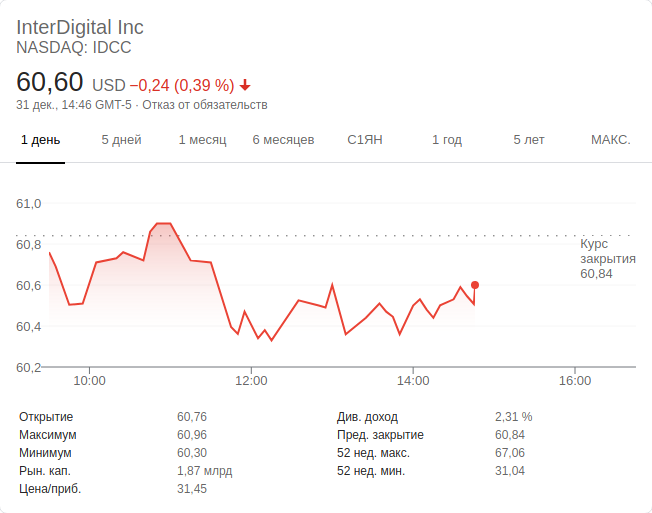 InterDigital Inc
NASDAQ: IDCC
60,60 USD −0,24 (0,39 %)
31 дек., 14:46 GMT-5 · Отказ от обязательств
1 день 5 дней 1 месяц 6 месяцев С1ЯН 1 год 5 лет МАКС.
61,0
60,8
60,6
60,4
60,2
Курс
закрытия
60,84
10:00 12:00 14:00 16:00
Открытие 60,76
Максимум 60,96
Минимум 60,30
Рын. кап. 1,87 млрд
Цена/приб. 31,45
Див. доход 2,31 %
Пред. закрытие 60,84
52 нед. макс. 67,06
52 нед. мин. 31,04